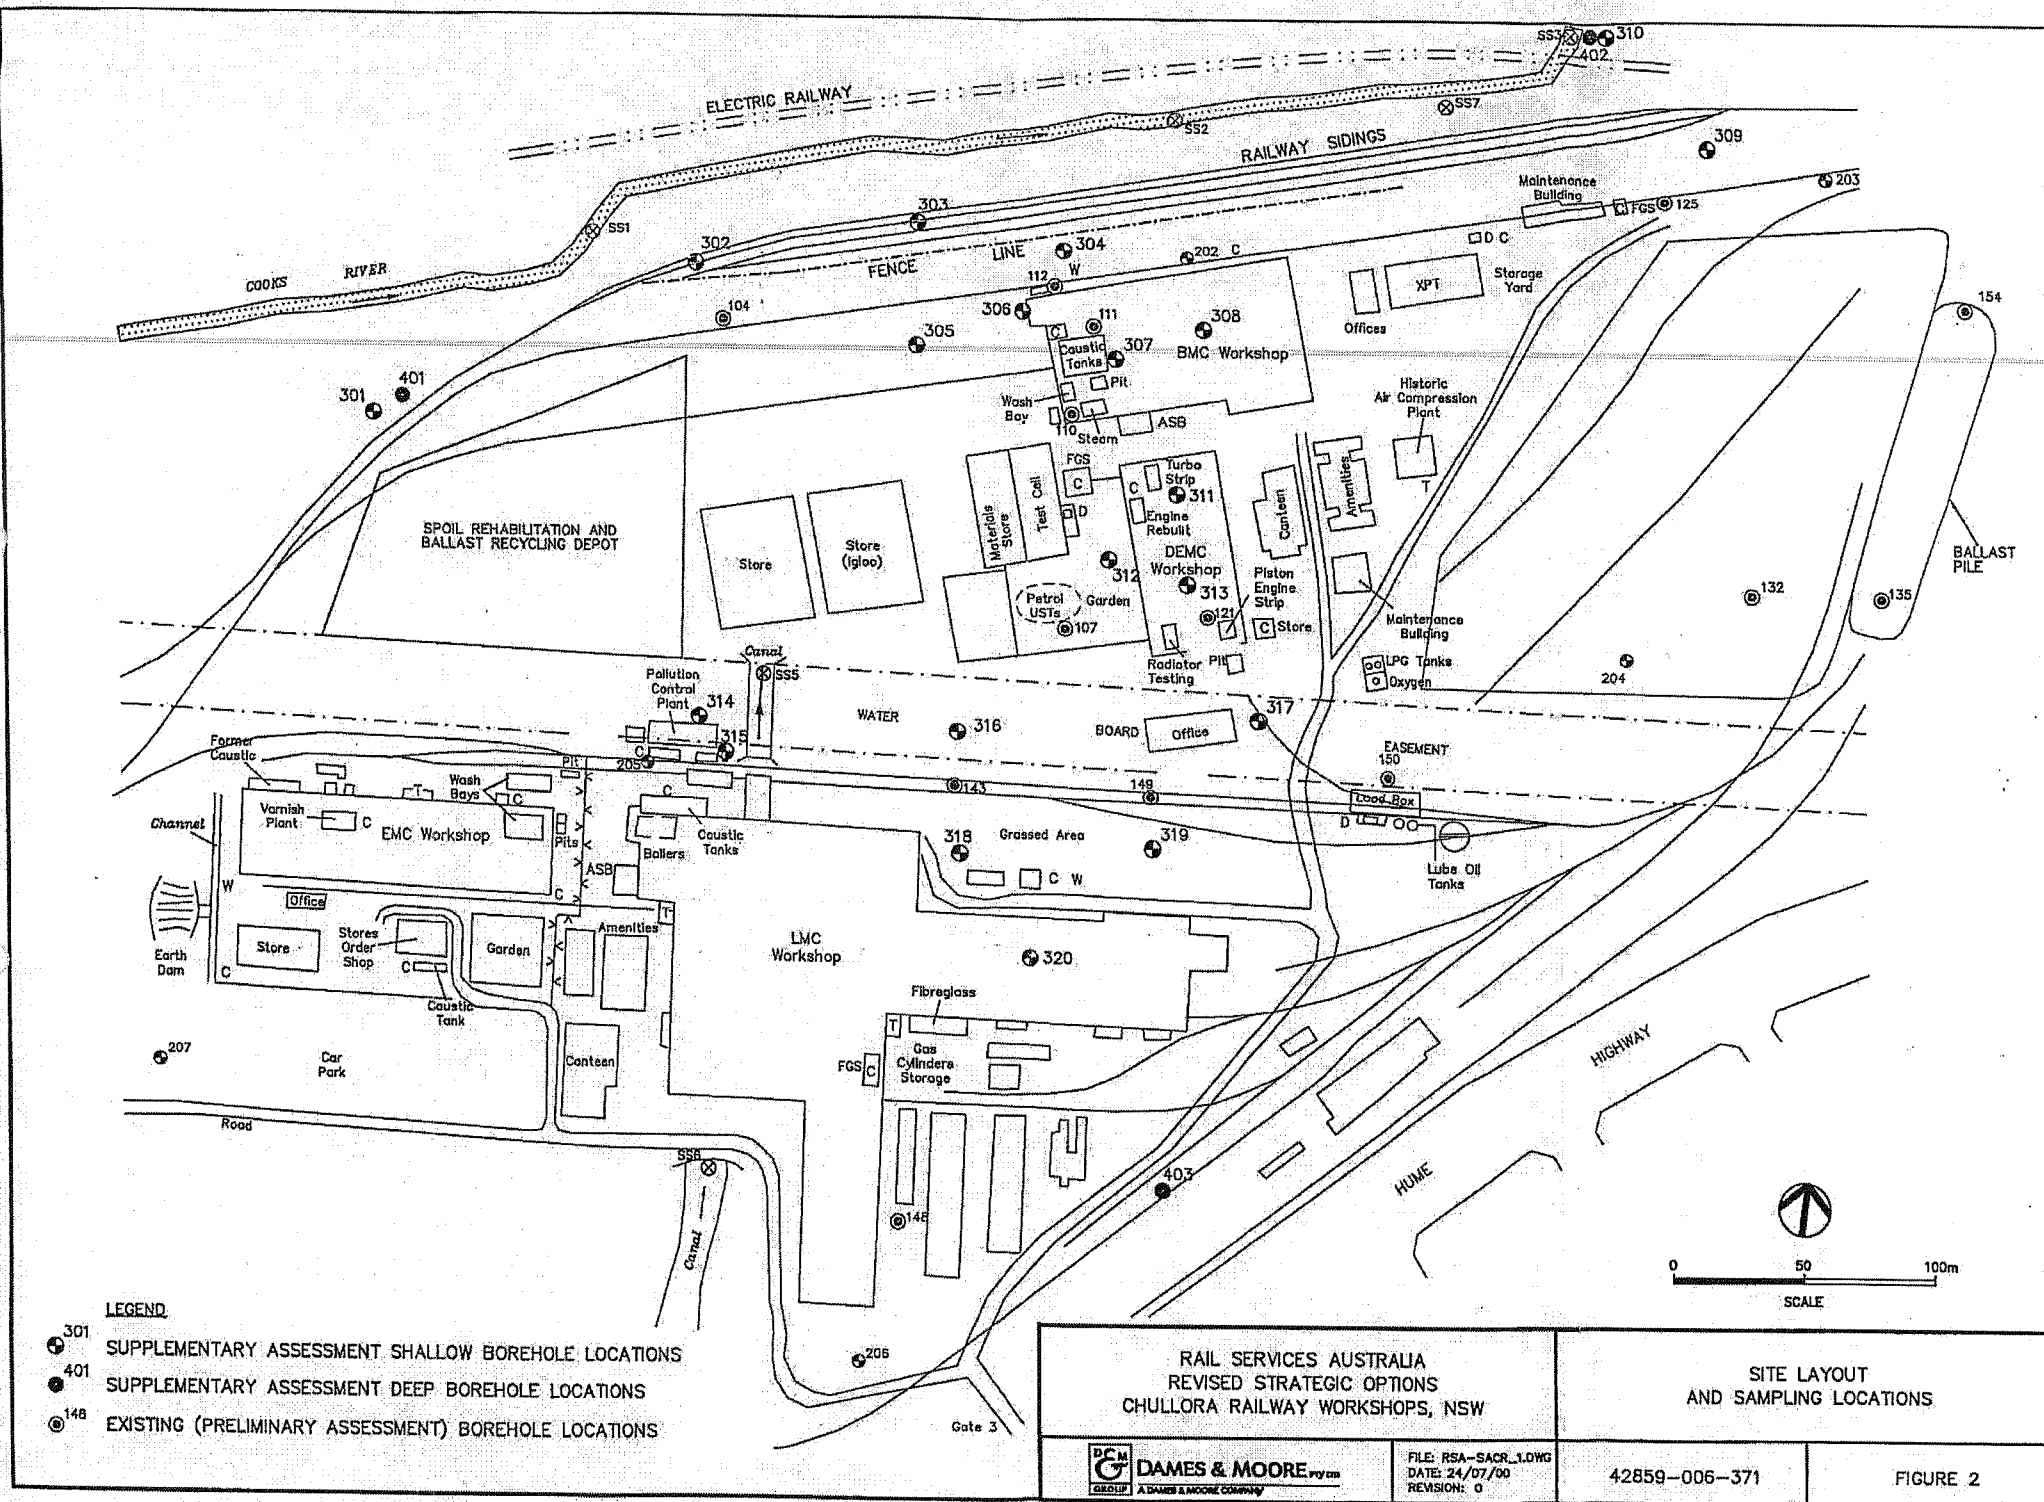 SS3
310
402
ELECTRIC RAILWAY
SS7
SS2
RAILWAY SIDINGS
309
Maintenance
Building
203
C
FGS
125
303
SS1
302
304
FENCE LINE
202
C
D C
COOKS RIVER
112
W
XPT
Storage
Yard
154
104
306
111
308
Offices
305
C
Caustic
Tanks
307
BMC Workshop
Pit
301
401
Historic
Air Compression
Plant
Wash
Bay
110
Steam
ASB
FGS
Turbo
Strip
C
C
311
Test Cell
Materials
Store
D
Engine
Rebuilt
Canteen
Amenities
T
SPOIL REHABILITATION AND
BALLAST RECYCLING DEPOT
Store
Store
(Igloo)
DEMC
Workshop
BALLAST
PILE
312
313
Piston
Engine
Strip
Petrol
USTs
Garden
132
135
121
107
C
Store
Maintenance
Building
Canal
SS5
Radiator
Testing
Pit
LPG Tanks
Oxygen
204
Pollution
Control
Plant
314
WATER
316
BOARD
Office
317
315
Former
Caustic
EASEMENT
150
C
205
Pit
Wash
Bays
T
C
143
149
Load Box
C
Channel
Varnish
Plant
C
EMC Workshop
Pits
Boilers
Caustic
Tanks
318
Grassed Area
319
D
ASB
C W
Lube Oil
Tanks
W
C
Office
T
Stores
Order
Shop
Amenities
Store
Garden
LMC
Workshop
320
Earth
Dam
C
C
Caustic
Tank
Fibreglass
T
207
Car
Park
Canteen
FGS
C
Gas
Cylinders
Storage
HIGHWAY
Road
SS6
403
HUME
Canal
148
0 50 100m
SCALE
206
Gate 3
LEGEND
301 SUPPLEMENTARY ASSESSMENT SHALLOW BOREHOLE LOCATIONS
401 SUPPLEMENTARY ASSESSMENT DEEP BOREHOLE LOCATIONS
148 EXISTING (PRELIMINARY ASSESSMENT) BOREHOLE LOCATIONS
RAIL SERVICES AUSTRALIA
REVISED STRATEGIC OPTIONS
CHULLORA RAILWAY WORKSHOPS, NSW
SITE LAYOUT
AND SAMPLING LOCATIONS
D & M
GROUP
DAMES & MOORE PTY LTD
A DAMES & MOORE COMPANY
FILE: RSA-SACR_1.DWG
DATE: 24/07/00
REVISION: 0
42859-006-371
FIGURE 2